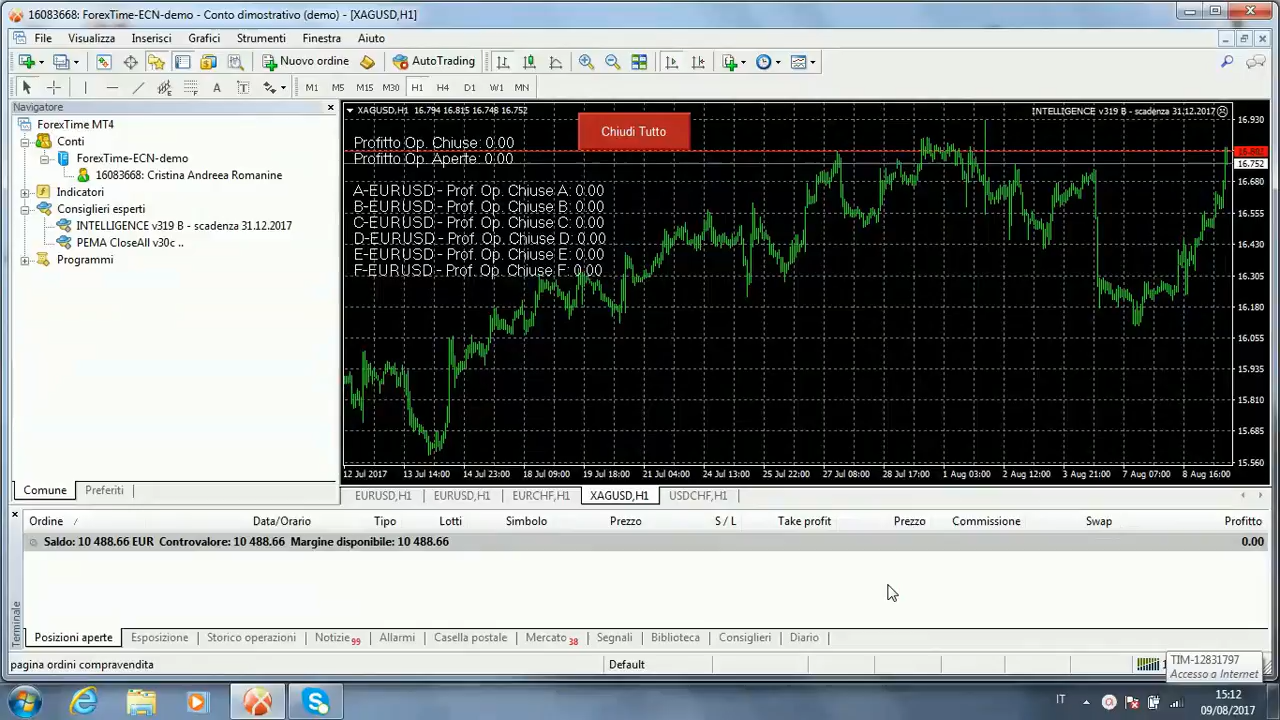 16083668: ForexTime-ECN-demo - Conto dimostrativo (demo) - [XAGUSD,H1]
File Visualizza Inserisci Grafici Strumenti Finestra Aiuto
Nuovo ordine AutoTrading
A T M1 M5 M15 M30 H1 H4 D1 W1 MN
Navigatore
ForexTime MT4
Conti
ForexTime-ECN-demo
16083668: Cristina Andreea Romanine
Indicatori
Consiglieri esperti
INTELLIGENCE v319 B - scadenza 31.12.2017
PEMA CloseAll v30c ..
Programmi
Comune Preferiti
XAGUSD,H1 16.794 16.815 16.748 16.752
INTELLIGENCE v319 B - scadenza 31.12.2017
Chiudi Tutto
Profitto Op. Chiuse: 0.00
Profitto Op. Aperte: 0.00
A-EURUSD - Prof. Op. Chiuse A: 0.00
B-EURUSD - Prof. Op. Chiuse B: 0.00
C-EURUSD - Prof. Op. Chiuse C: 0.00
D-EURUSD - Prof. Op. Chiuse D: 0.00
E-EURUSD - Prof. Op. Chiuse E: 0.00
F-EURUSD - Prof. Op. Chiuse F: 0.00
16.930
16.752
16.680
16.555
16.430
16.305
16.180
16.055
15.935
15.810
15.685
15.560
12 Jul 2017 13 Jul 14:00 14 Jul 23:00 18 Jul 09:00 19 Jul 18:00 21 Jul 04:00 24 Jul 13:00 25 Jul 22:00 27 Jul 08:00 28 Jul 17:00 1 Aug 03:00 2 Aug 12:00 3 Aug 21:00 7 Aug 07:00 8 Aug 16:00
EURUSD,H1 EURUSD,H1 EURCHF,H1 XAGUSD,H1 USDCHF,H1
Ordine / Data/Orario Tipo Lotti Simbolo Prezzo S / L Take profit Prezzo Commissione Swap Profitto
Saldo: 10 488.66 EUR Controvalore: 10 488.66 Margine disponibile: 10 488.66 0.00
Terminale
Posizioni aperte Esposizione Storico operazioni Notizie 99 Allarmi Casella postale Mercato 38 Segnali Biblioteca Consiglieri Diario
pagina ordini compravendita Default
TIM-12831797
Accesso a Internet
IT 15:12
09/08/2017